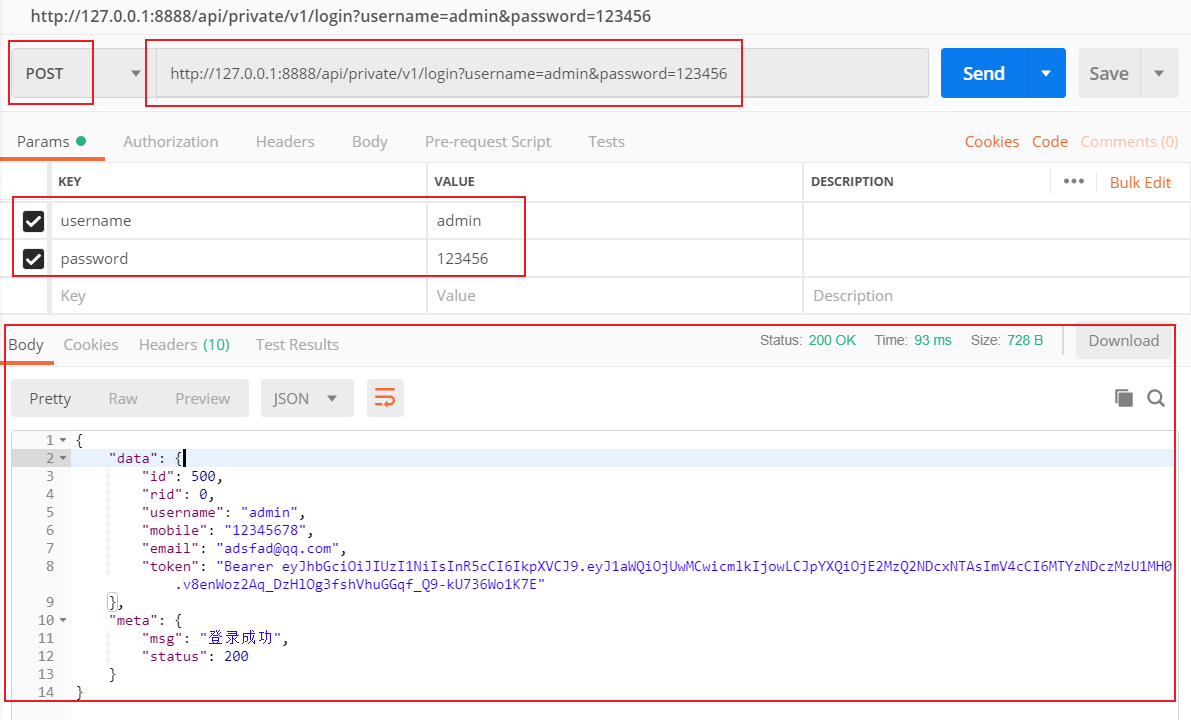 http://127.0.0.1:8888/api/private/v1/login?username=admin&password=123456
POST http://127.0.0.1:8888/api/private/v1/login?username=admin&password=123456 Send Save
Params Authorization Headers Body Pre-request Script Tests Cookies Code Comments (0)
KEY VALUE DESCRIPTION ••• Bulk Edit
username admin
password 123456
Key Value Description
Body Cookies Headers (10) Test Results Status: 200 OK Time: 93 ms Size: 728 B Download
Pretty Raw Preview JSON
1 {
2 "data": {
3 "id": 500,
4 "rid": 0,
5 "username": "admin",
6 "mobile": "12345678",
7 "email": "adsfad@qq.com",
8 "token": "Bearer eyJhbGciOiJIUzI1NiIsInR5cCI6IkpXVCJ9.eyJ1aWQiOjUwMCwicmlkIjowLCJpYXQiOjE2MzQ2NDcxNTAsImV4cCI6MTYzNDczMzU1MH0
.v8enWoz2Aq_DzHlOg3fshVhuGGqf_Q9-kU736Wo1K7E"
9 },
10 "meta": {
11 "msg": "登录成功",
12 "status": 200
13 }
14 }